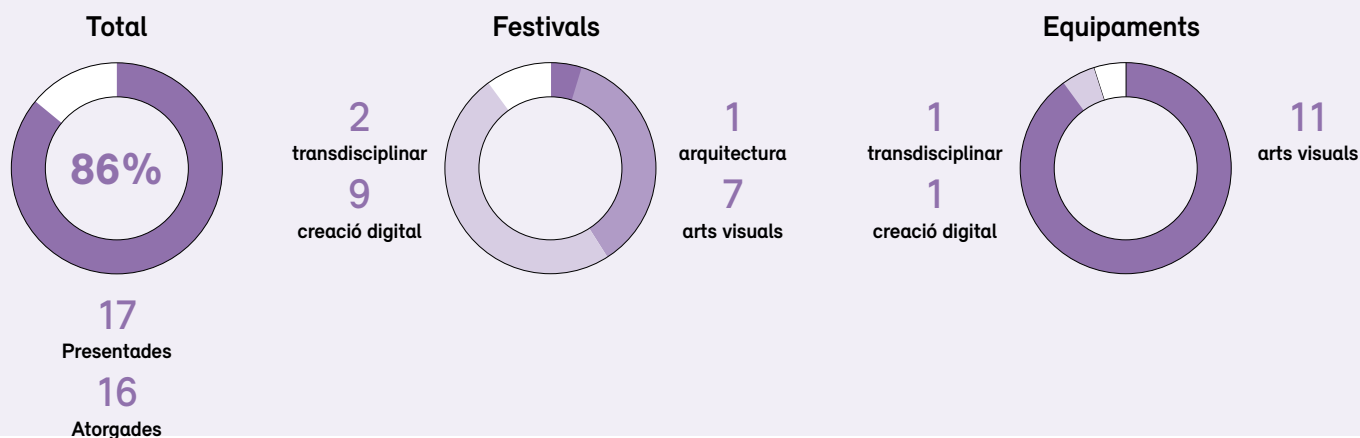 Total
86%
17
Presentades
16
Atorgades
Festivals
2
transdisciplinar
9
creació digital
1
arquitectura
7
arts visuals
Equipaments
1
transdisciplinar
1
creació digital
11
arts visuals